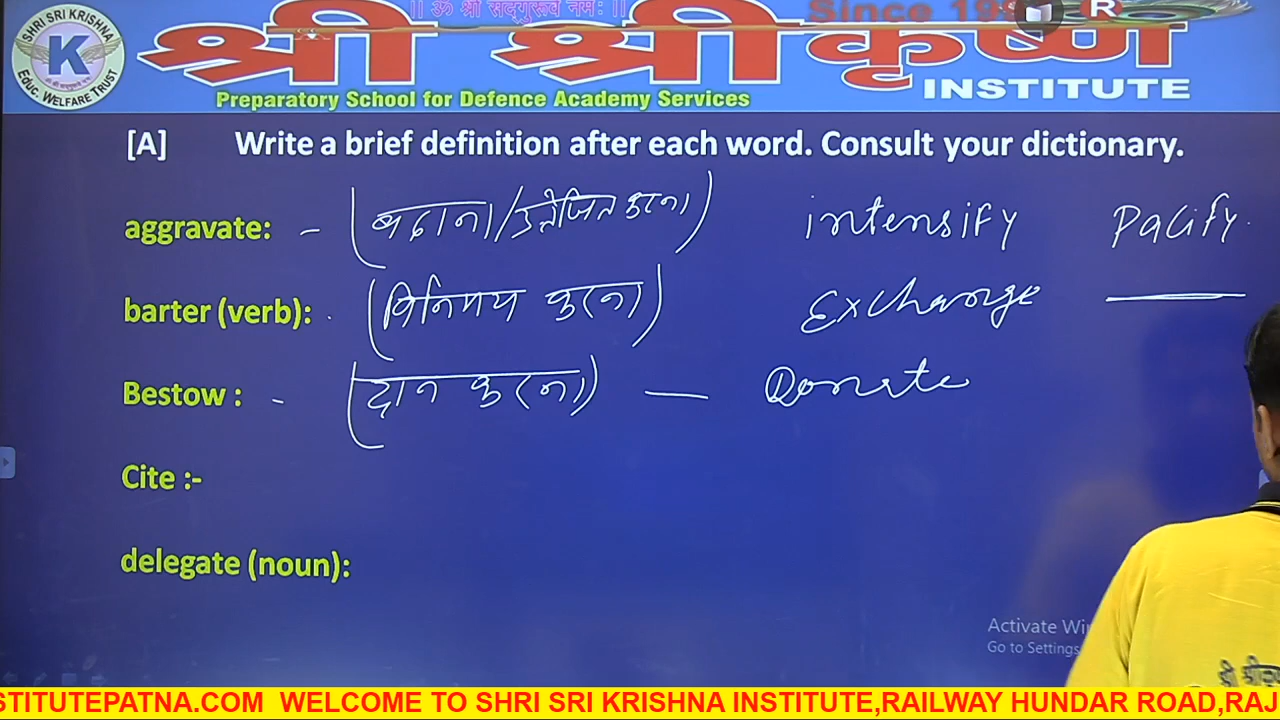 || ॐ श्री सद्गुरूवे नमः ||
Since 19
R
SHRI SRI KRISHNA
K
EDUC. WELFARE TRUST
श्री श्री कृष्ण
INSTITUTE
Preparatory School for Defence Academy Services
[A] Write a brief definition after each word. Consult your dictionary.
aggravate: - (बढ़ाना/उत्तेजित करना) intensify Pacify.
barter (verb): (विनिमय करना) Exchange —
Bestow : - (दान करना) — Donate
Cite :-
delegate (noun):
Activate Wi
Go to Settings
STITUTEPATNA.COM WELCOME TO SHRI SRI KRISHNA INSTITUTE,RAILWAY HUNDAR ROAD,RAJ